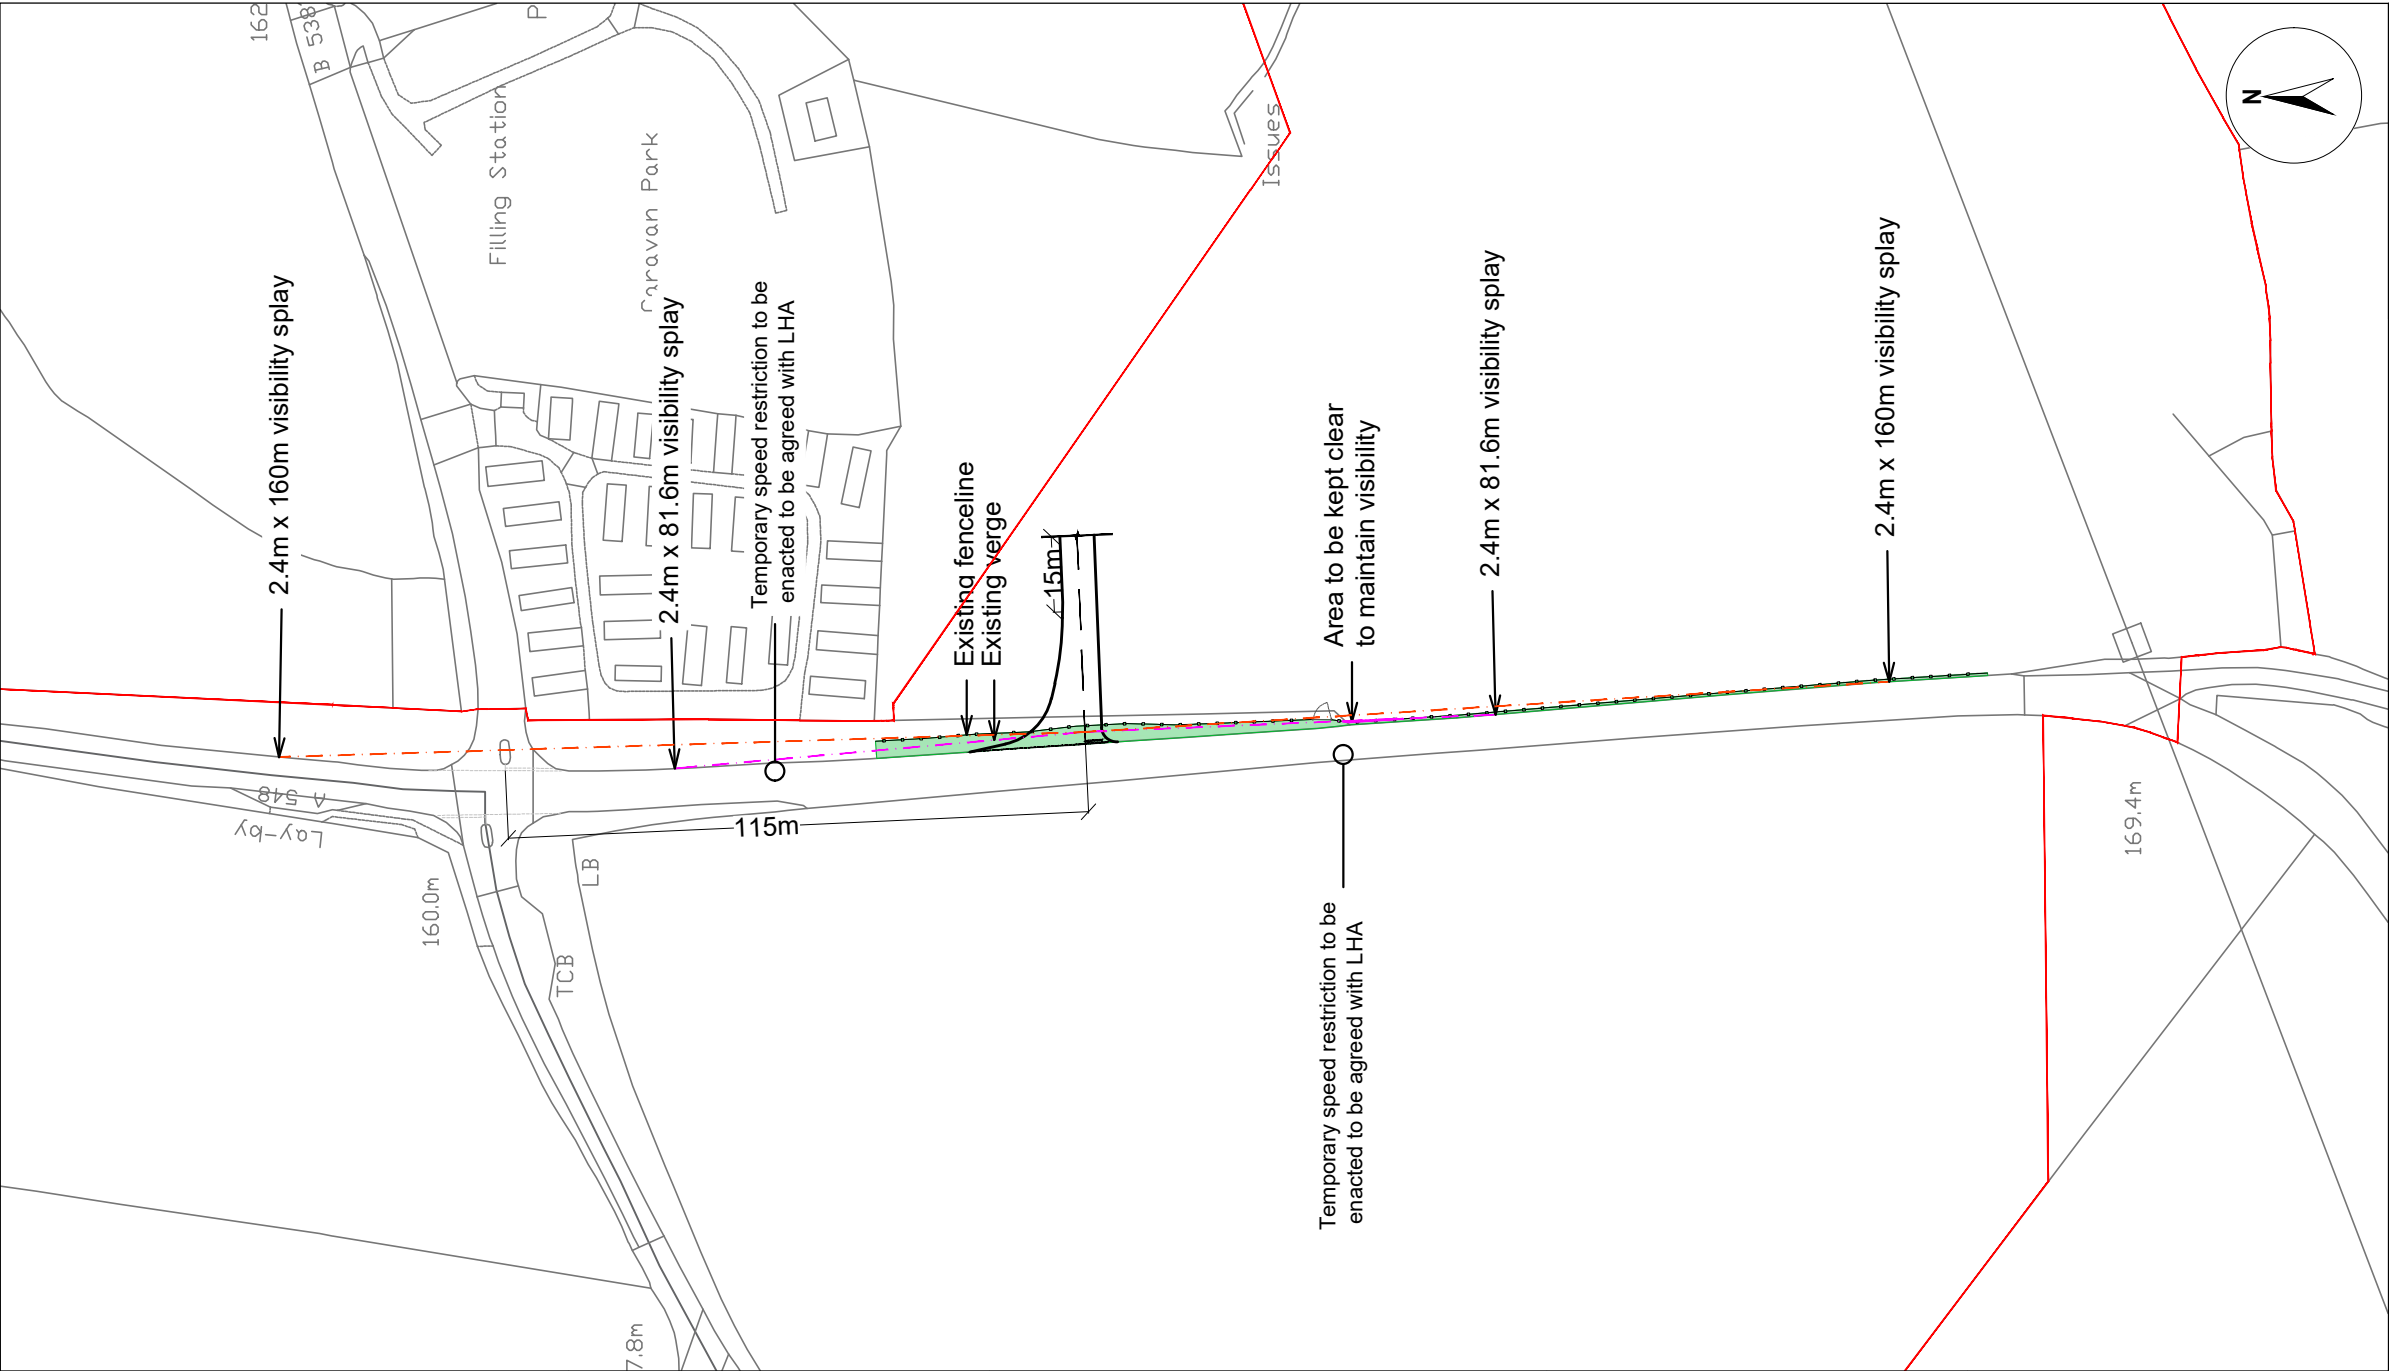 162
B 538
P
Filling Station
Caravan Park
Issues
N
2.4m x 160m visibility splay
2.4m x 81.6m visibility splay
Temporary speed restriction to be
enacted to be agreed with LHA
Existing fenceline
Existing verge
15m
Area to be kept clear
to maintain visibility
2.4m x 81.6m visibility splay
2.4m x 160m visibility splay
A 548
Lay-by
115m
160.0m
LB
TCB
Temporary speed restriction to be
enacted to be agreed with LHA
169.4m
7.8m